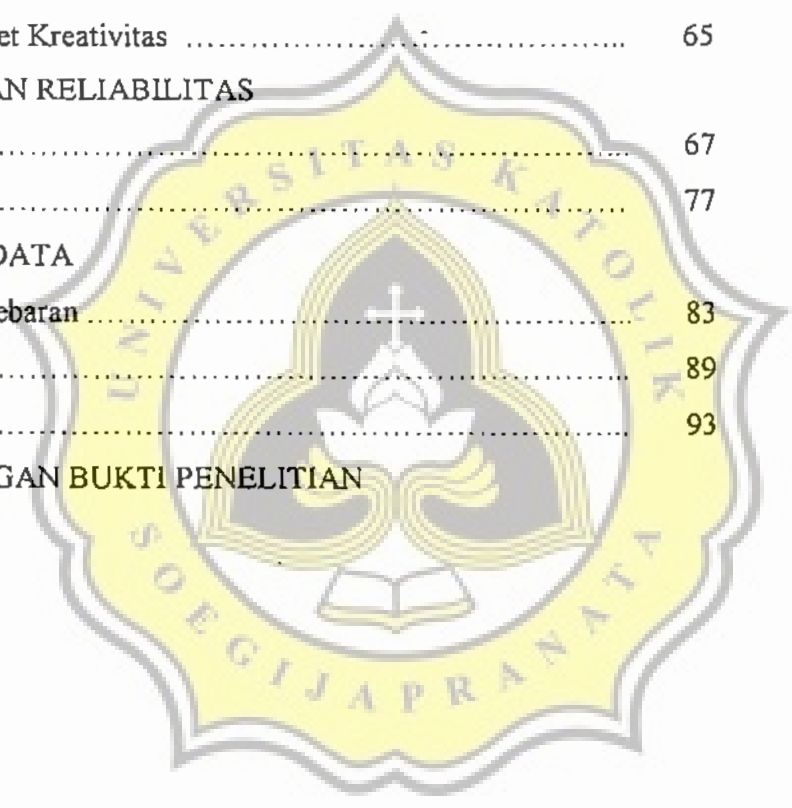 et Kreativitas ........................................ 65
AN RELIABILITAS
........................................ 67
........................................ 77
DATA
ebaran ........................................ 83
........................................ 89
........................................ 93
GAN BUKTI PENELITIAN
UNIVERSITAS KATOLIK
SOEGIJAPRANATA